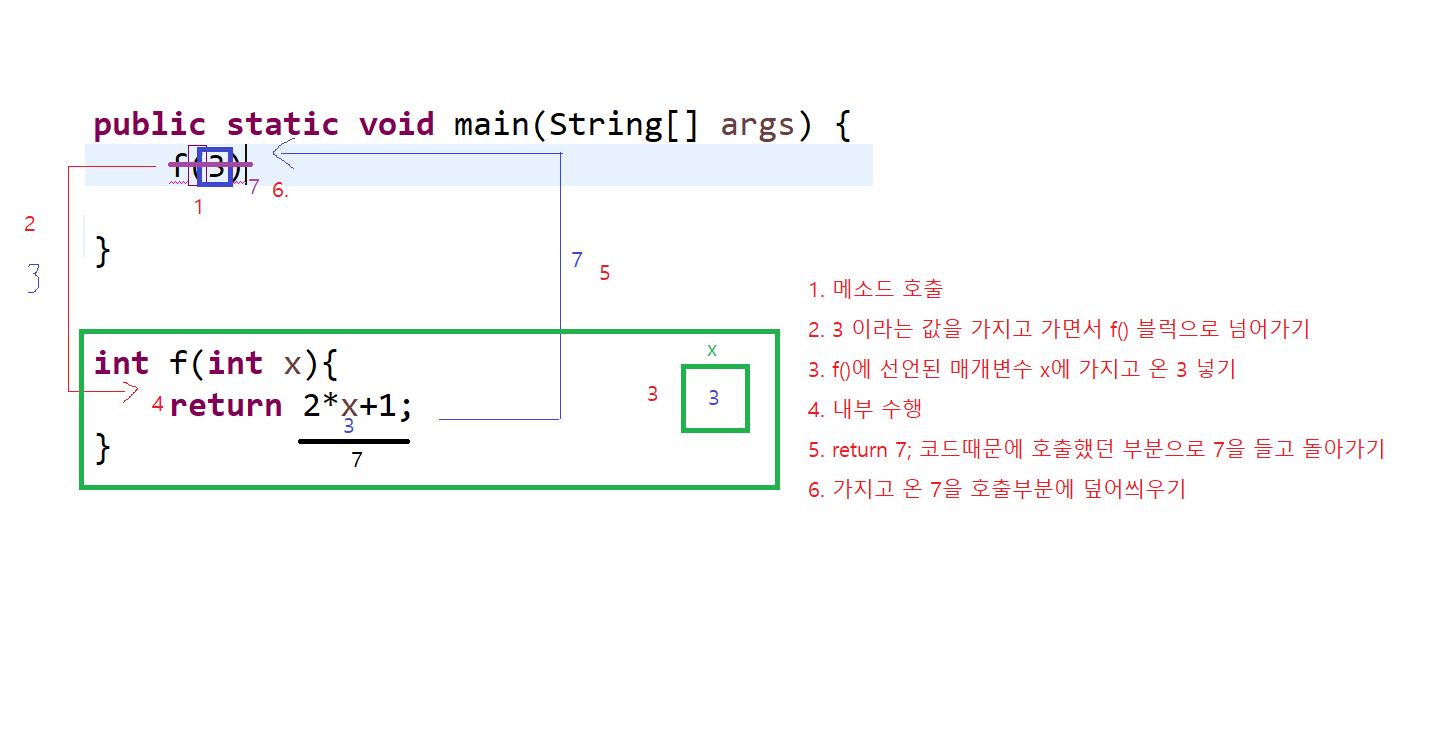 public static void main(String[] args) {
f(3)
7 6.
1
2
3
}
7
5
int f(int x){
4 return 2*x+1;
3
}
7
x
3 3
1. 메소드 호출
2. 3 이라는 값을 가지고 가면서 f() 블럭으로 넘어가기
3. f()에 선언된 매개변수 x에 가지고 온 3 넣기
4. 내부 수행
5. return 7; 코드때문에 호출했던 부분으로 7을 들고 돌아가기
6. 가지고 온 7을 호출부분에 덮어씌우기